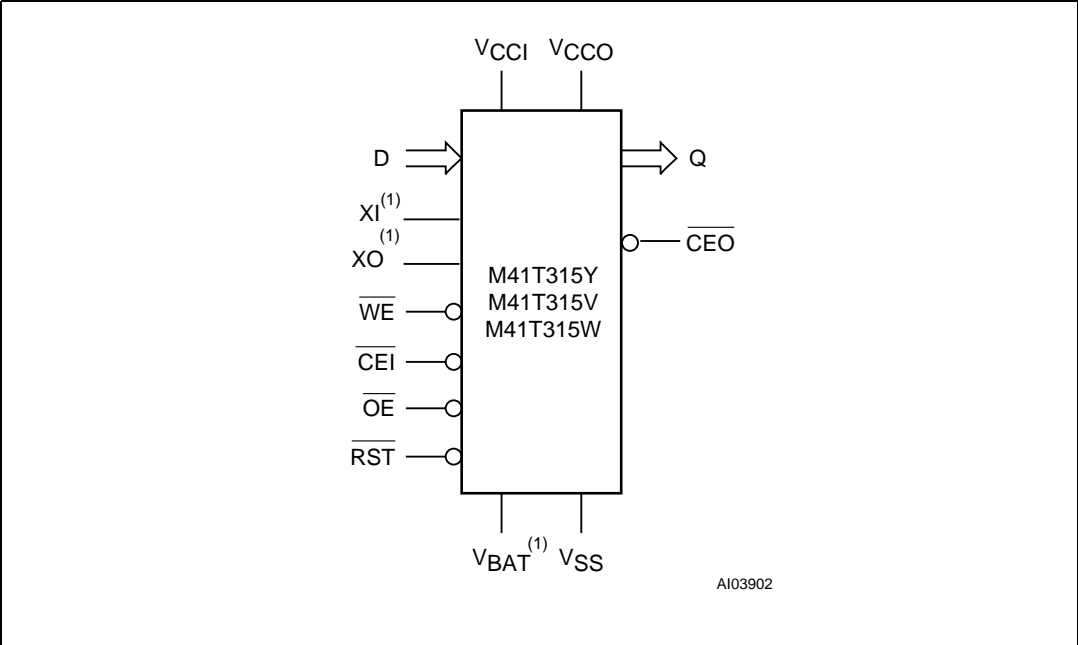 VCCI VCCO
D Q
XI(1)
XO(1)
CEO
M41T315Y
M41T315V
M41T315W
WE
CEI
OE
RST
VBAT(1) VSS
AI03902